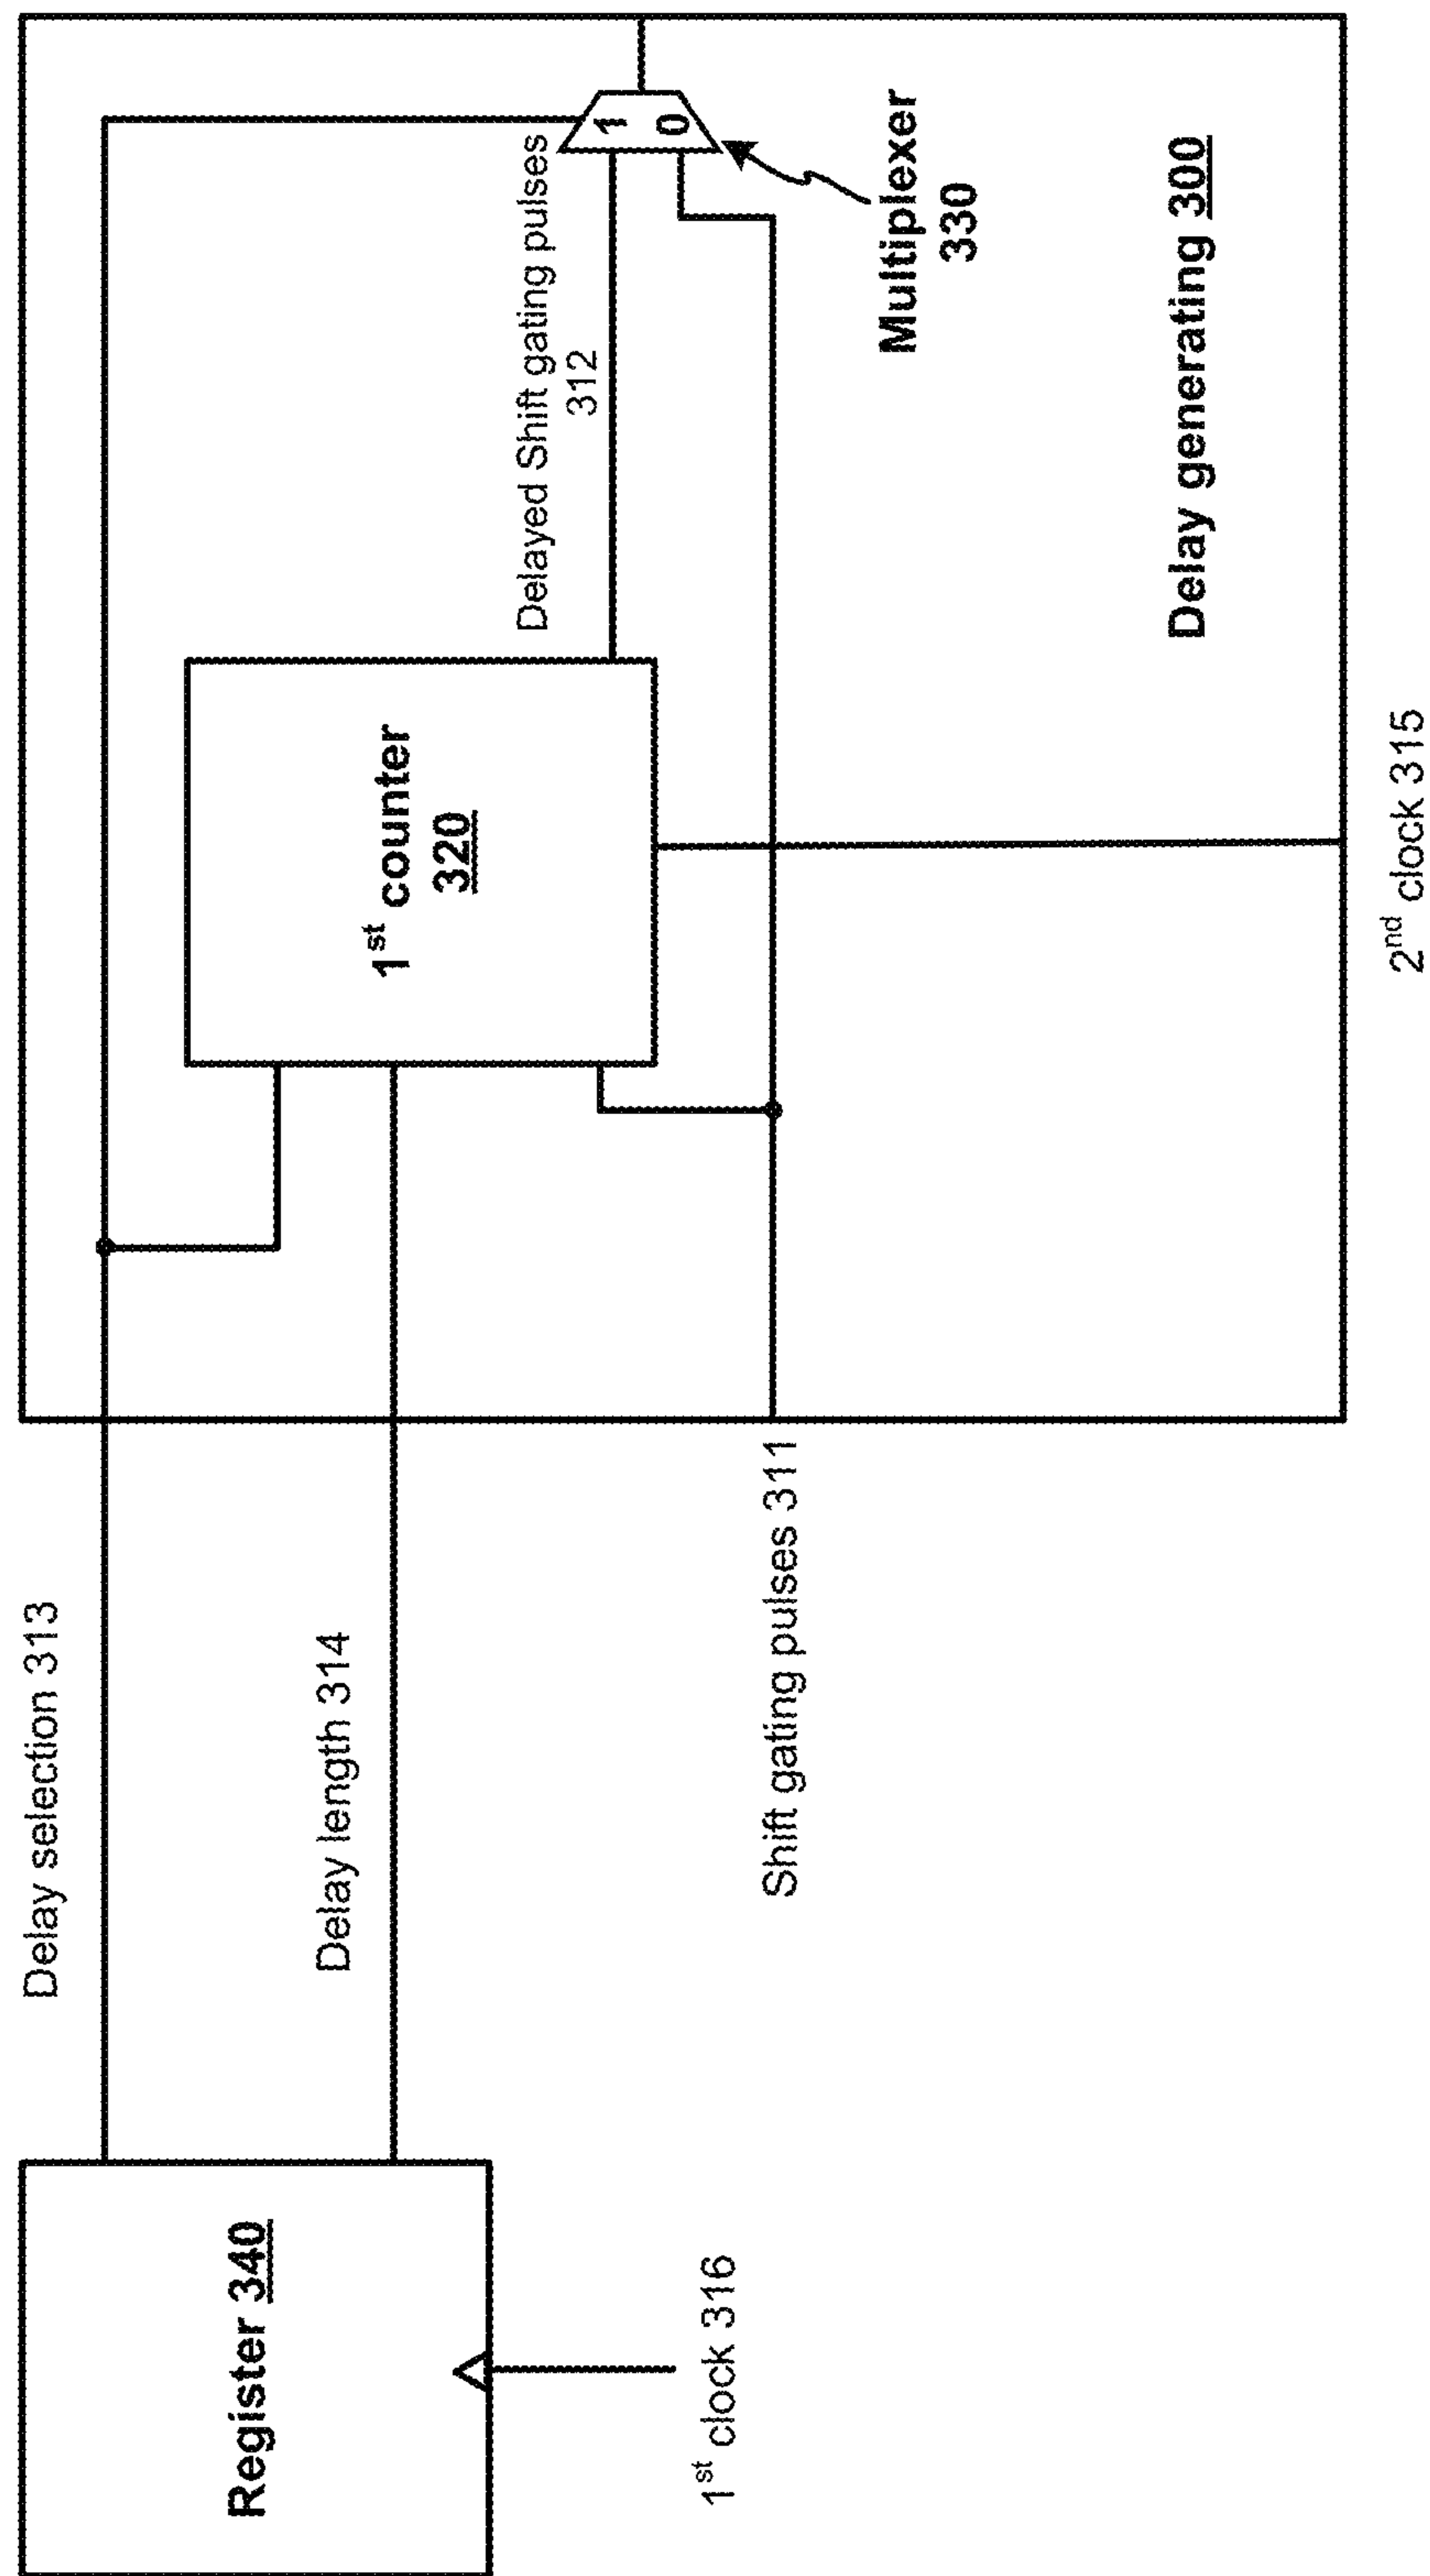 Delay selection 313
Register 340
Delay length 314
1st clock 316
Shift gating pulses 311
1st counter
320
Delayed Shift gating pulses
312
1
0
Multiplexer
330
Delay generating 300
2nd clock 315